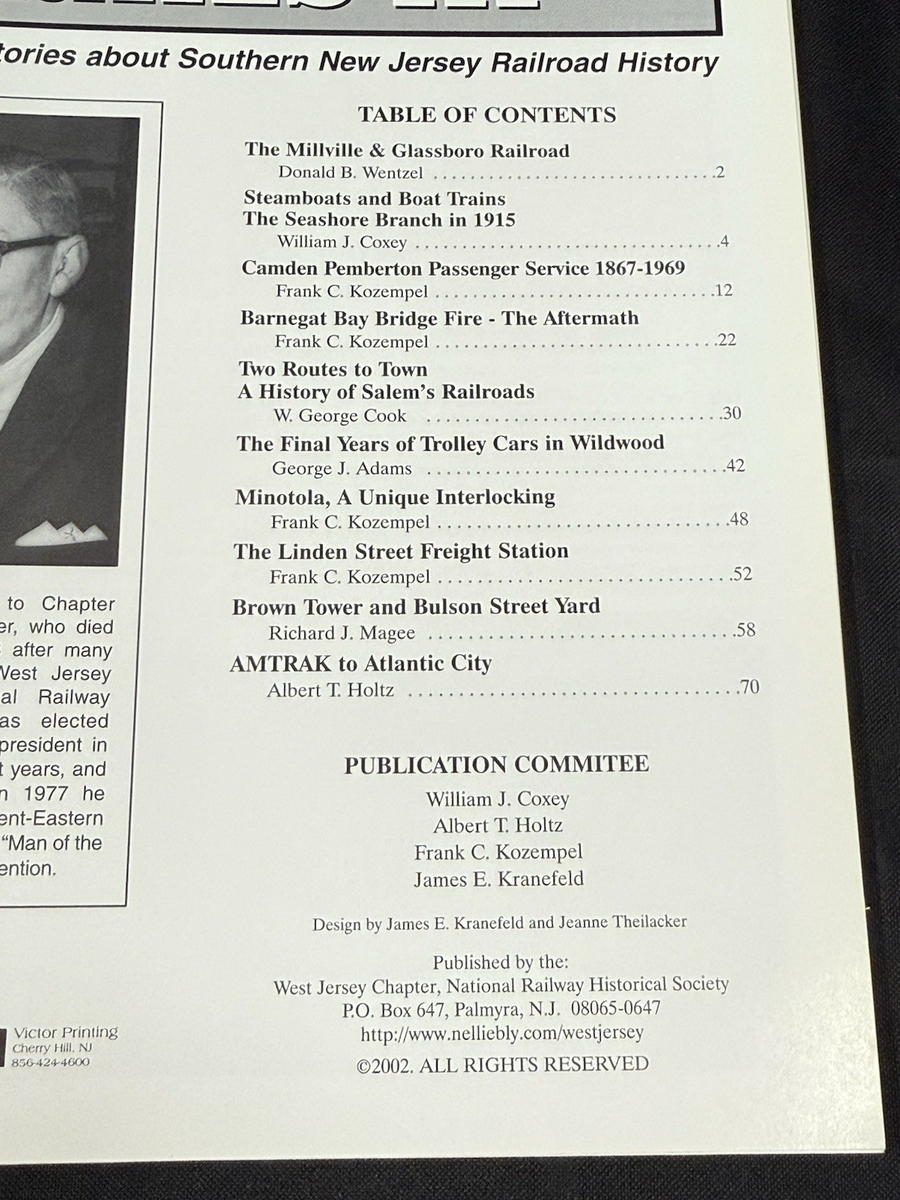 tories about Southern New Jersey Railroad History
TABLE OF CONTENTS
The Millville & Glassboro Railroad
Donald B. Wentzel ..............................2
Steamboats and Boat Trains
The Seashore Branch in 1915
William J. Coxey ................................4
Camden Pemberton Passenger Service 1867-1969
Frank C. Kozempel .............................12
Barnegat Bay Bridge Fire - The Aftermath
Frank C. Kozempel .............................22
Two Routes to Town
A History of Salem's Railroads
W. George Cook ..............................30
The Final Years of Trolley Cars in Wildwood
George J. Adams ..............................42
Minotola, A Unique Interlocking
Frank C. Kozempel ..............................48
The Linden Street Freight Station
Frank C. Kozempel ..............................52
Brown Tower and Bulson Street Yard
Richard J. Magee ..............................58
AMTRAK to Atlantic City
Albert T. Holtz ................................70
to Chapter
er, who died
after many
West Jersey
al Railway
as elected
president in
t years, and
n 1977 he
ent-Eastern
"Man of the
ention.
PUBLICATION COMMITEE
William J. Coxey
Albert T. Holtz
Frank C. Kozempel
James E. Kranefeld
Design by James E. Kranefeld and Jeanne Theilacker
Published by the:
West Jersey Chapter, National Railway Historical Society
P.O. Box 647, Palmyra, N.J. 08065-0647
http://www.nelliebly.com/westjersey
©2002. ALL RIGHTS RESERVED
Victor Printing
Cherry Hill, NJ
856-424-4600